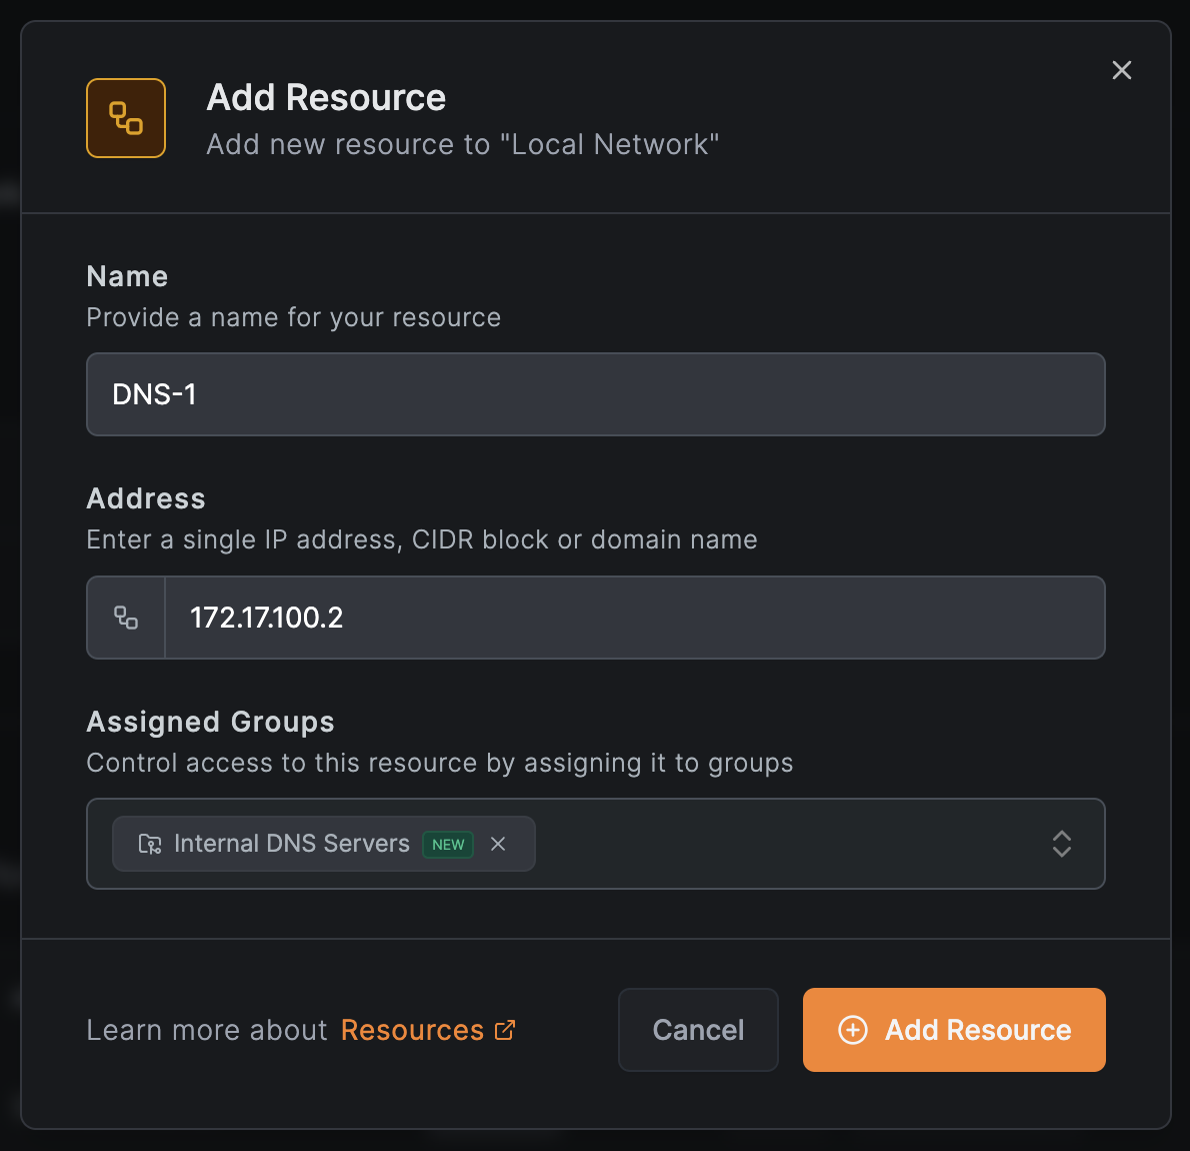 Add Resource
Add new resource to "Local Network"
Name
Provide a name for your resource
DNS-1
Address
Enter a single IP address, CIDR block or domain name
172.17.100.2
Assigned Groups
Control access to this resource by assigning it to groups
Internal DNS Servers NEW
Learn more about Resources
Cancel
Add Resource